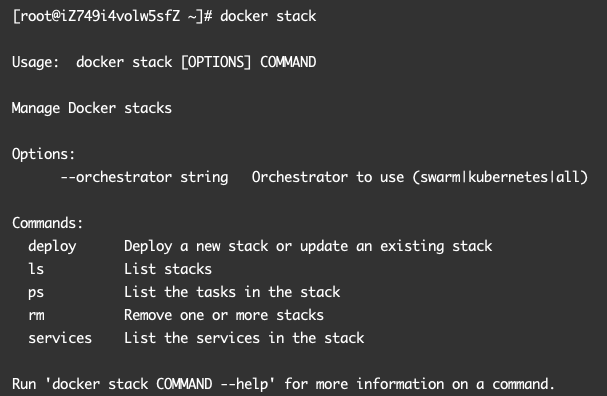 [root@iZ749i4volw5sfZ ~]# docker stack
Usage:  docker stack [OPTIONS] COMMAND
Manage Docker stacks
Options:
      --orchestrator string   Orchestrator to use (swarm|kubernetes|all)
Commands:
  deploy      Deploy a new stack or update an existing stack
  ls          List stacks
  ps          List the tasks in the stack
  rm          Remove one or more stacks
  services    List the services in the stack
Run 'docker stack COMMAND --help' for more information on a command.